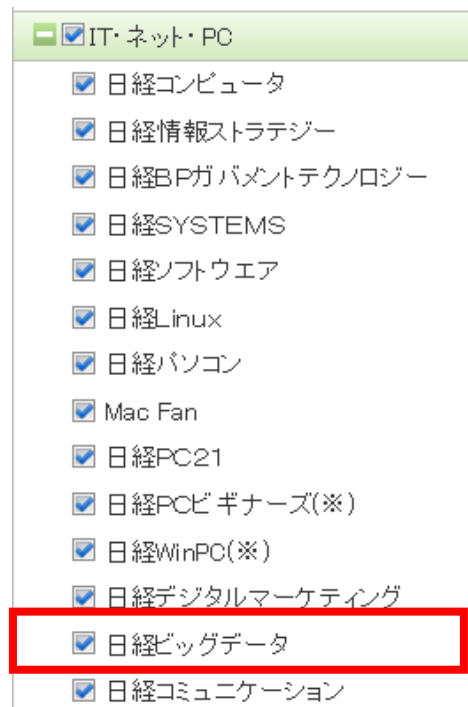 IT・ネット・PC
日経コンピュータ
日経情報ストラテジー
日経BPガバメントテクノロジー
日経SYSTEMS
日経ソフトウエア
日経Linux
日経パソコン
Mac Fan
日経PC21
日経PCビギナーズ(※)
日経WinPC(※)
日経デジタルマーケティング
日経ビッグデータ
日経コミュニケーション